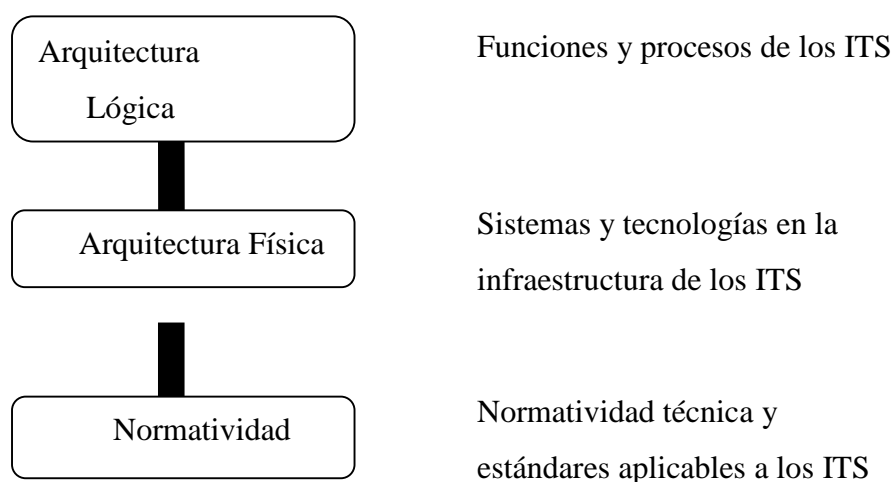 Arquitectura
Lógica
Funciones y procesos de los ITS
Arquitectura Física
Sistemas y tecnologías en la
infraestructura de los ITS
Normatividad
Normatividad técnica y
estándares aplicables a los ITS